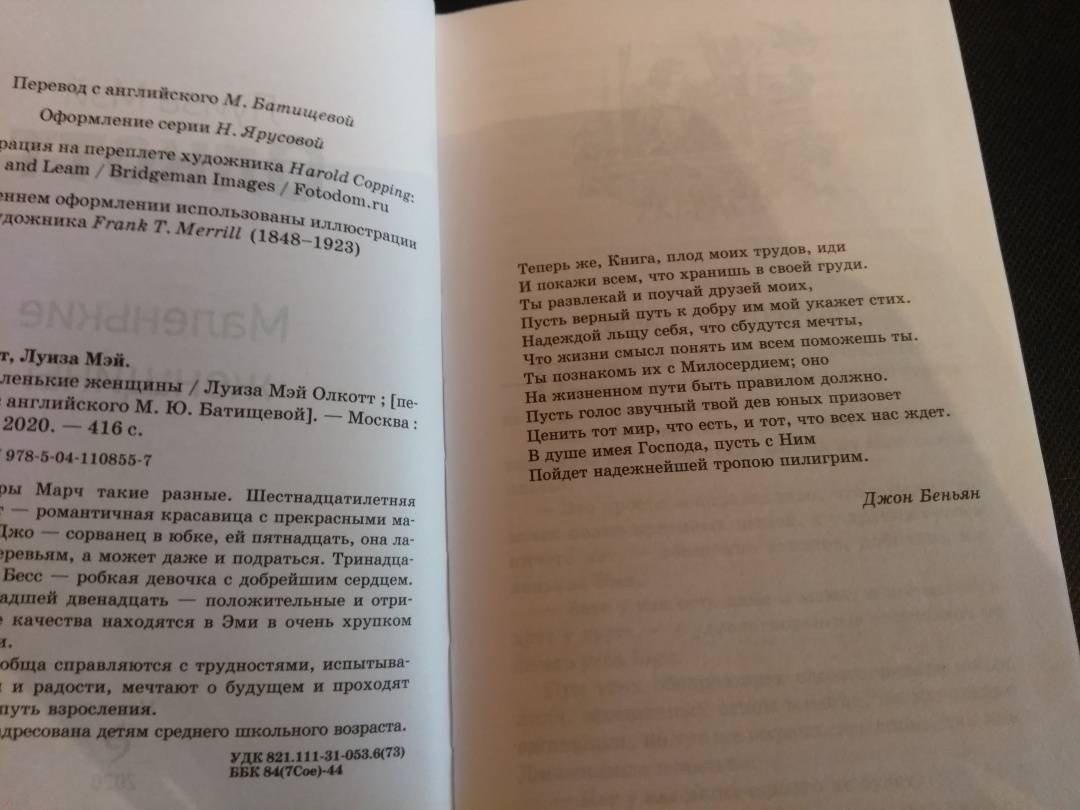 Перевод с английского М. Батищевой
Оформление серии Н. Ярусовой
рация на переплете художника Harold Copping:
and Leam / Bridgeman Images / Fotodom.ru
еннем оформлении использованы иллюстрации
удожника Frank T. Merrill (1848–1923)
т, Луиза Мэй.
ленькие женщины / Луиза Мэй Олкотт ; [пе-
с английского М. Ю. Батищевой]. — Москва :
2020. — 416 с.
978-5-04-110855-7
ры Марч такие разные. Шестнадцатилетняя
т — романтичная красавица с прекрасными ма-
Джо — сорванец в юбке, ей пятнадцать, она ла-
еревьям, а может даже и подраться. Тринадца-
Бесс — робкая девочка с добрейшим сердцем.
адшей двенадцать — положительные и отри-
е качества находятся в Эми в очень хрупком
и.
ообща справляются с трудностями, испытыва-
и и радости, мечтают о будущем и проходят
путь взросления.
адресована детям среднего школьного возраста.
УДК 821.111-31-053.6(73)
ББК 84(7Сое)-44
Теперь же, Книга, плод моих трудов, иди
И покажи всем, что хранишь в своей груди.
Ты развлекай и поучай друзей моих,
Пусть верный путь к добру им мой укажет стих.
Надеждой льщу себя, что сбудутся мечты,
Что жизни смысл понять им всем поможешь ты.
Ты познакомь их с Милосердием; оно
На жизненном пути быть правилом должно.
Пусть голос звучный твой дев юных призовет
Ценить тот мир, что есть, и тот, что всех нас ждет.
В душе имея Господа, пусть с Ним
Пойдет надежнейшей тропою пилигрим.
Джон Беньян